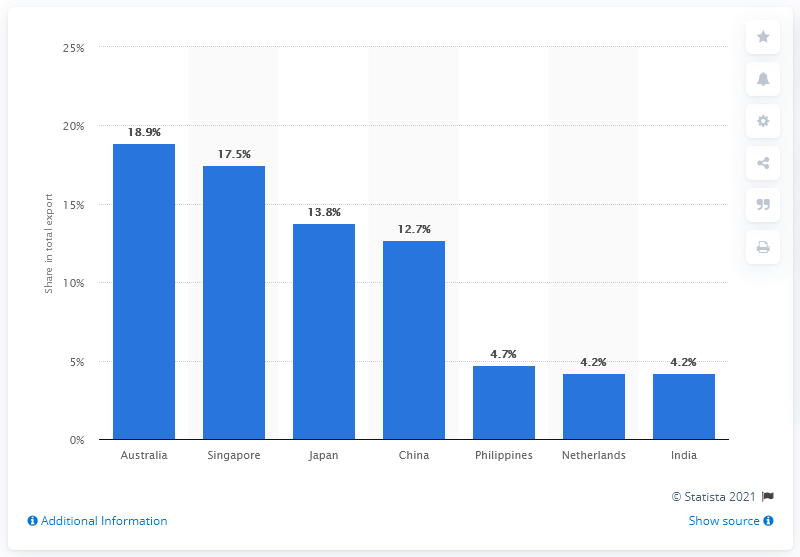 25%
20%
15%
10%
5%
0%
Share in total export
18.9%
17.5%
13.8%
12.7%
4.7%
4.2%
4.2%
Australia
Singapore
Japan
China
Philippines
Netherlands
India
© Statista 2021
Additional Information
Show source